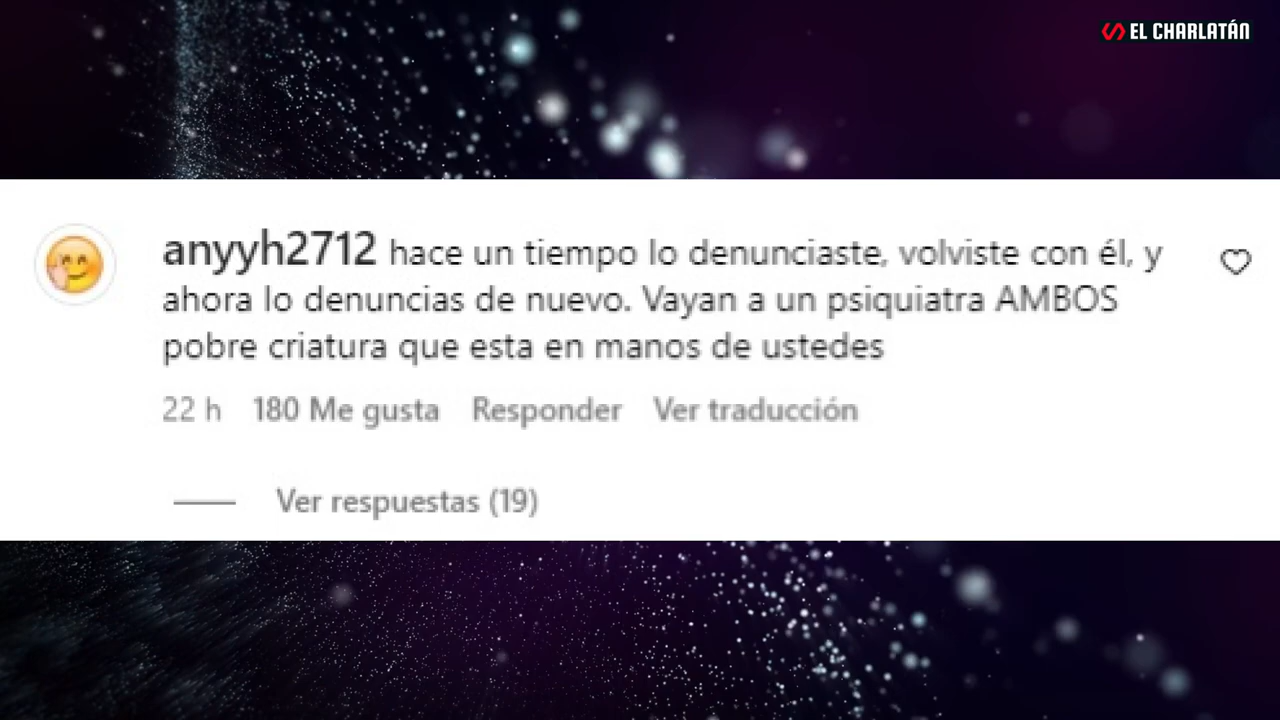 EL CHARLATÁN
anyyh2712 hace un tiempo lo denunciaste, volviste con él, y
ahora lo denuncias de nuevo. Vayan a un psiquiatra AMBOS
pobre criatura que esta en manos de ustedes
22 h 180 Me gusta Responder Ver traducción
Ver respuestas (19)